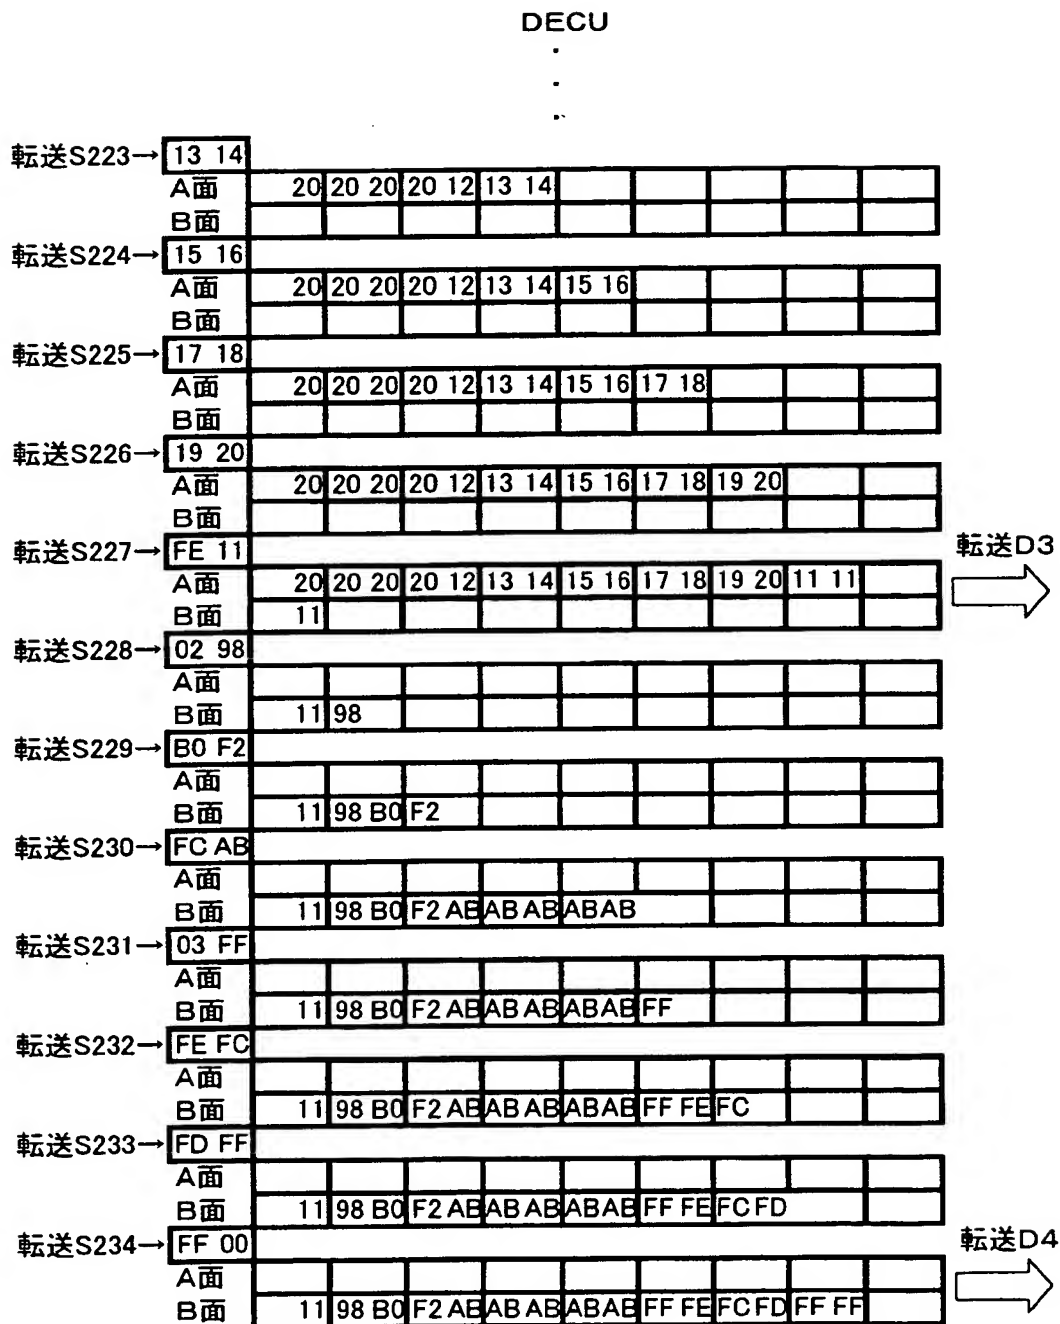 DECU
転送S223→ 13 14
A面 20 20 20 20 12 13 14
B面
転送S224→ 15 16
A面 20 20 20 20 12 13 14 15 16
B面
転送S225→ 17 18
A面 20 20 20 20 12 13 14 15 16 17 18
B面
転送S226→ 19 20
A面 20 20 20 20 12 13 14 15 16 17 18 19 20
B面
転送S227→ FE 11 転送D3
A面 20 20 20 20 12 13 14 15 16 17 18 19 20 11 11
B面 11
転送S228→ 02 98
A面
B面 11 98
転送S229→ B0 F2
A面
B面 11 98 B0 F2
転送S230→ FC AB
A面
B面 11 98 B0 F2 AB AB AB AB AB
転送S231→ 03 FF
A面
B面 11 98 B0 F2 AB AB AB AB AB FF
転送S232→ FE FC
A面
B面 11 98 B0 F2 AB AB AB AB AB FF FE FC
転送S233→ FD FF
A面
B面 11 98 B0 F2 AB AB AB AB AB FF FE FC FD
転送S234→ FF 00 転送D4
A面
B面 11 98 B0 F2 AB AB AB AB AB FF FE FC FD FF FF